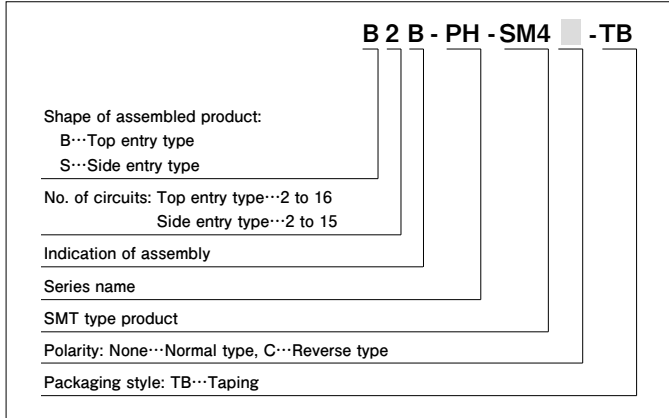 B 2 B - PH - SM4 - TB
Shape of assembled product:
B…Top entry type
S…Side entry type
No. of circuits: Top entry type…2 to 16
Side entry type…2 to 15
Indication of assembly
Series name
SMT type product
Polarity: None…Normal type, C…Reverse type
Packaging style: TB…Taping